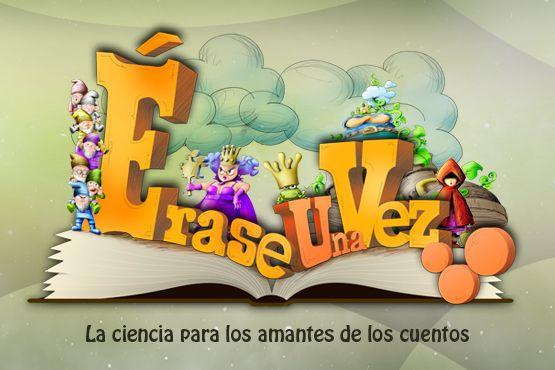 Érase Una Vez
La ciencia para los amantes de los cuentos